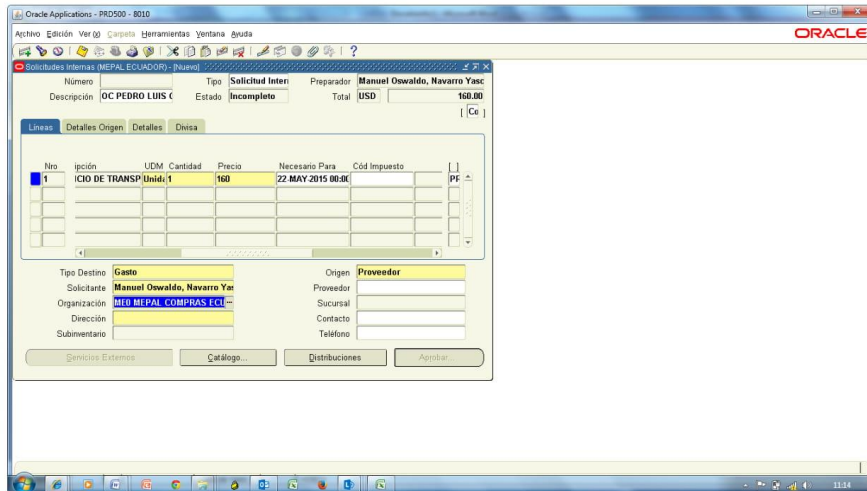 Oracle Applications - PRD500 - 8010
Archivo Edición Ver(x) Carpeta Herramientas Ventana Ayuda
ORACLE
Solicitudes Internas (MEPAL ECUADOR) - [Nuevo]
Número Tipo Solicitud Intern Preparador Manuel Oswaldo, Navarro Yasc
Descripción OC PEDRO LUIS Estado Incompleto Total USD 160.00
[ Co ]
Líneas Detalles Origen Detalles Divisa
Nro ipción UDM Cantidad Precio Necesario Para Cód Impuesto [ ]
1 ICIO DE TRANSP Unida 1 160 22-MAY-2015 00:00 PF
Tipo Destino Gasto Origen Proveedor
Solicitante Manuel Oswaldo, Navarro Yas Proveedor
Organización ME0 MEPAL COMPRAS ECU Sucursal
Dirección Contacto
Subinventario Teléfono
Servicios Externos Catálogo... Distribuciones Aprobar...
11:14